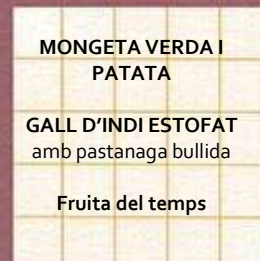 MONGETA VERDA I
PATATA
GALL D’INDI ESTOFAT
amb pastanaga bullida
Fruita del temps